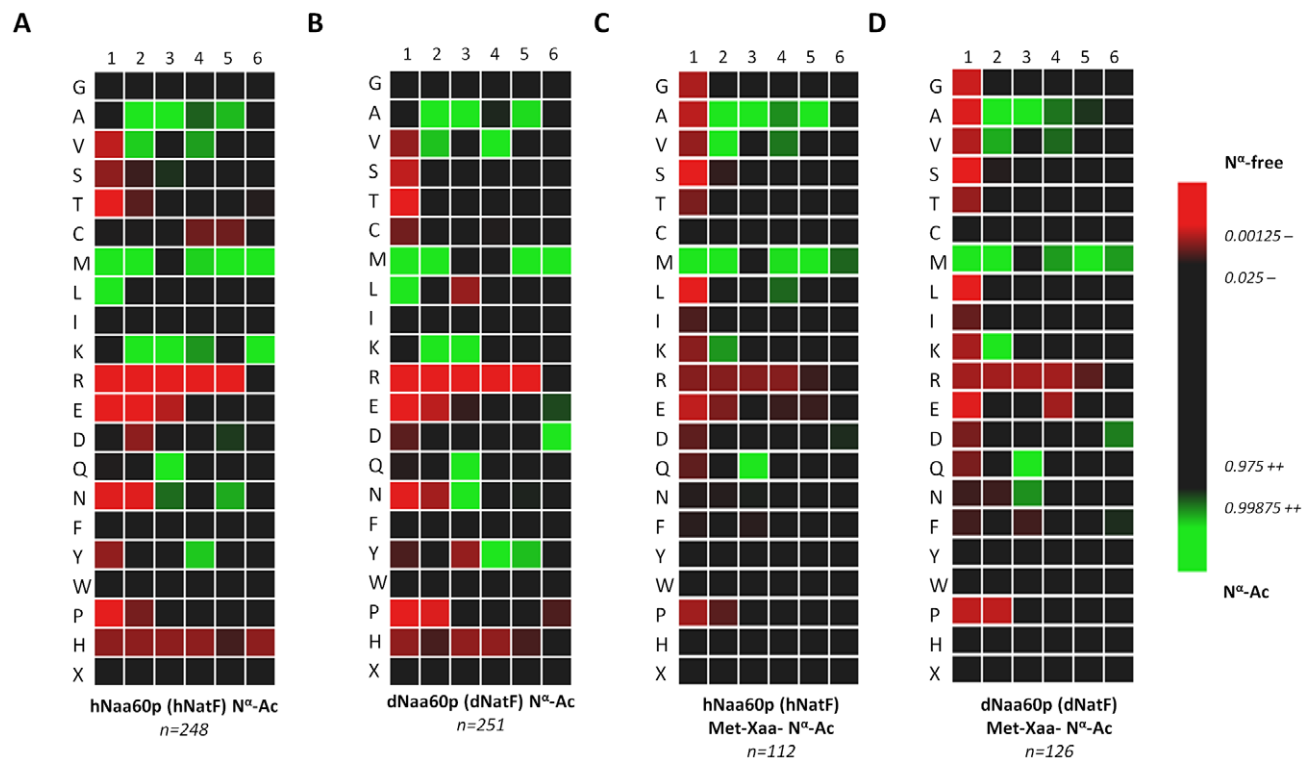 A
B
C
D
1 2 3 4 5 6
1 2 3 4 5 6
1 2 3 4 5 6
1 2 3 4 5 6
G G G G
A A A A
V V V V
S S S S
T T T T
C C C C
M M M M
L L L L
I I I I
K K K K
R R R R
E E E E
D D D D
Q Q Q Q
N N N N
F F F F
Y Y Y Y
W W W W
P P P P
H H H H
X X X X
hNaa60p (hNatF) Nα-Ac
n=248
dNaa60p (dNatF) Nα-Ac
n=251
hNaa60p (hNatF)
Met-Xaa- Nα-Ac
n=112
dNaa60p (dNatF)
Met-Xaa- Nα-Ac
n=126
Nα-free
0.00125 –
0.025 –
0.975 ++
0.99875 ++
Nα-Ac